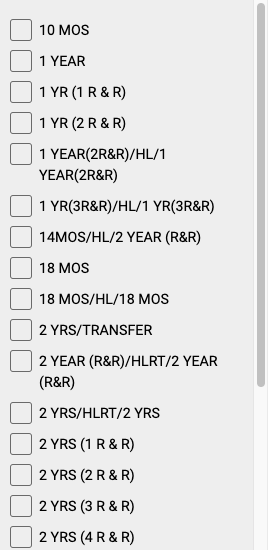 10 MOS
1 YEAR
1 YR (1 R & R)
1 YR (2 R & R)
1 YEAR(2R&R)/HL/1
YEAR(2R&R)
1 YR(3R&R)/HL/1 YR(3R&R)
14MOS/HL/2 YEAR (R&R)
18 MOS
18 MOS/HL/18 MOS
2 YRS/TRANSFER
2 YEAR (R&R)/HLRT/2 YEAR
(R&R)
2 YRS/HLRT/2 YRS
2 YRS (1 R & R)
2 YRS (2 R & R)
2 YRS (3 R & R)
2 YRS (4 R & R)